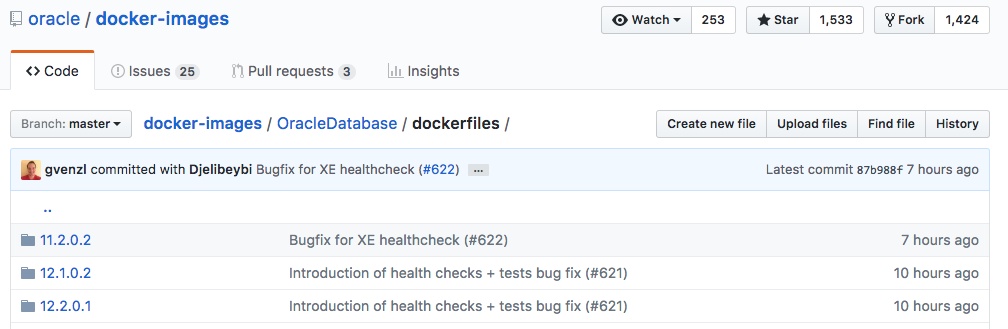 oracle / docker-images Watch 253 Star 1,533 Fork 1,424
Code Issues 25 Pull requests 3 Insights
Branch: master docker-images / OracleDatabase / dockerfiles / Create new file Upload files Find file History
gvenzl committed with Djelibeybi Bugfix for XE healthcheck (#622) ... Latest commit 87b988f 7 hours ago
..
11.2.0.2 Bugfix for XE healthcheck (#622) 7 hours ago
12.1.0.2 Introduction of health checks + tests bug fix (#621) 10 hours ago
12.2.0.1 Introduction of health checks + tests bug fix (#621) 10 hours ago